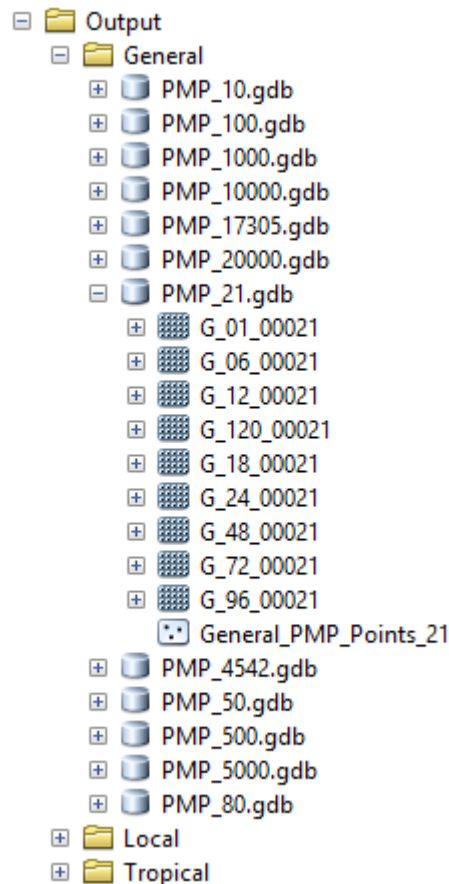 Output
General
PMP_10.gdb
PMP_100.gdb
PMP_1000.gdb
PMP_10000.gdb
PMP_17305.gdb
PMP_20000.gdb
PMP_21.gdb
G_01_00021
G_06_00021
G_12_00021
G_120_00021
G_18_00021
G_24_00021
G_48_00021
G_72_00021
G_96_00021
General_PMP_Points_21
PMP_4542.gdb
PMP_50.gdb
PMP_500.gdb
PMP_5000.gdb
PMP_80.gdb
Local
Tropical